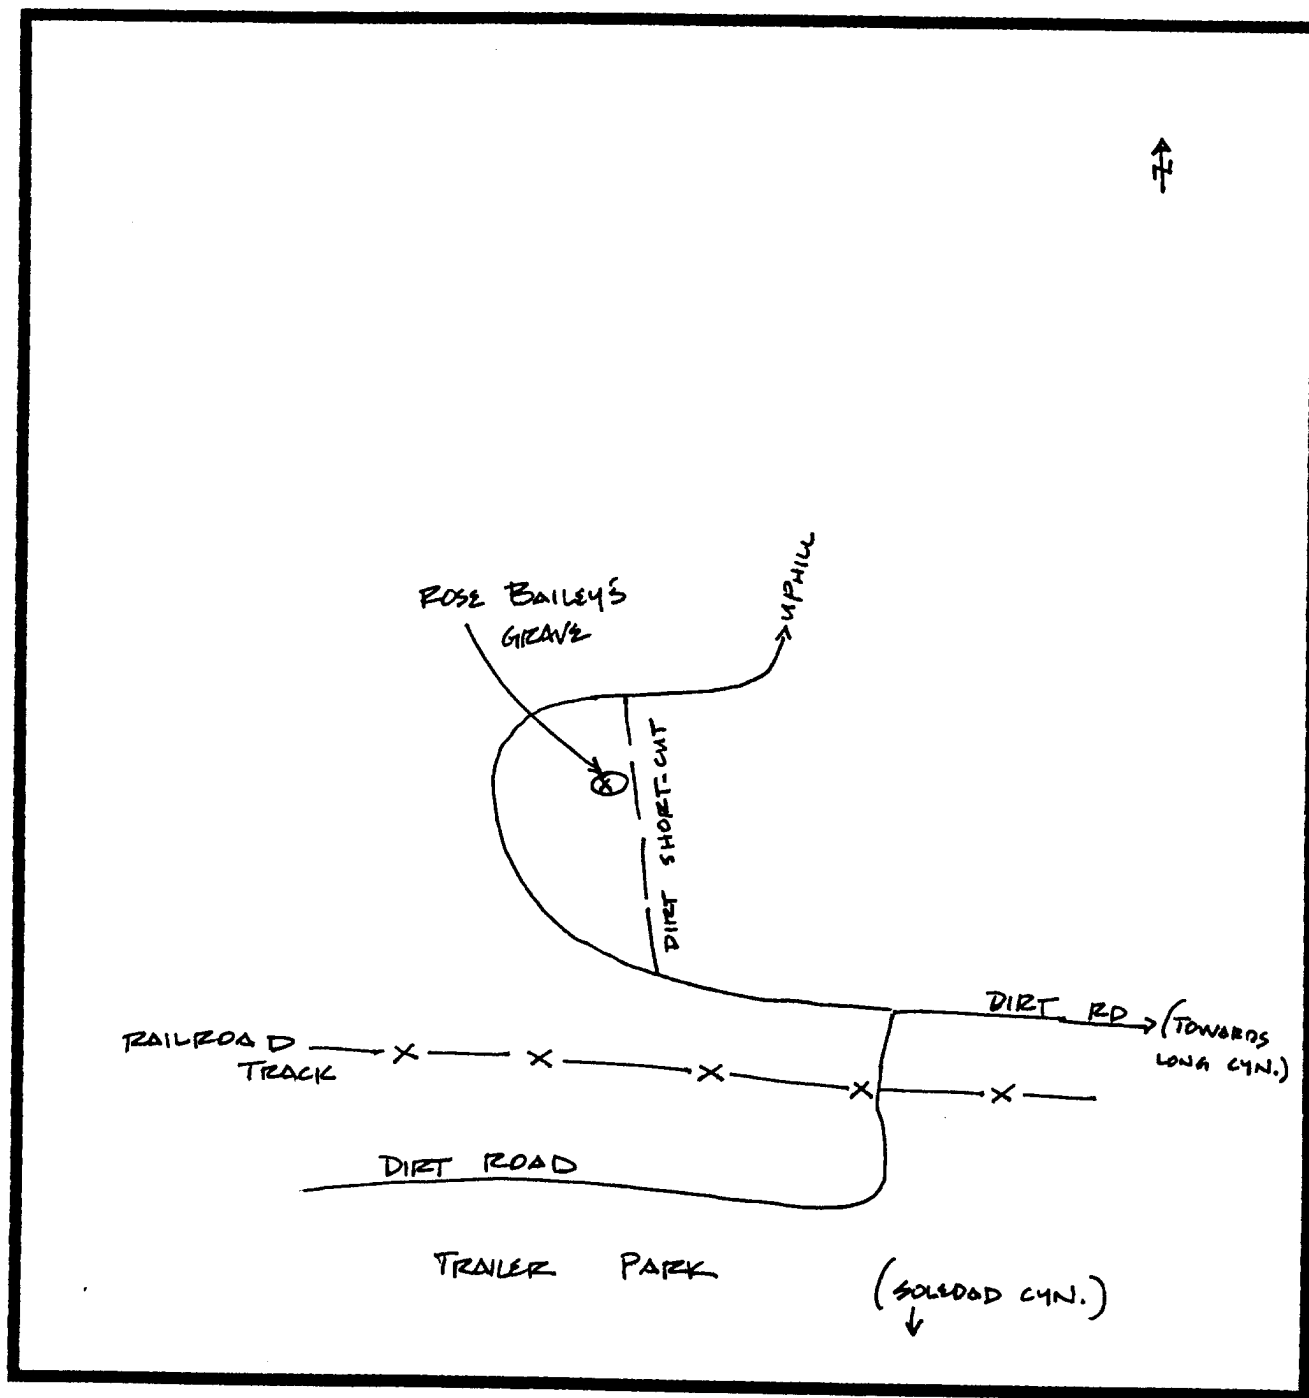 N
UPHILL
ROSE BAILEY'S
GRAVE
DIRT SHORT-CUT
DIRT RD
(TOWARDS
LONG CYN.)
RAILROAD
TRACK
DIRT ROAD
TRAILER PARK
(SOLEDAD CYN.)